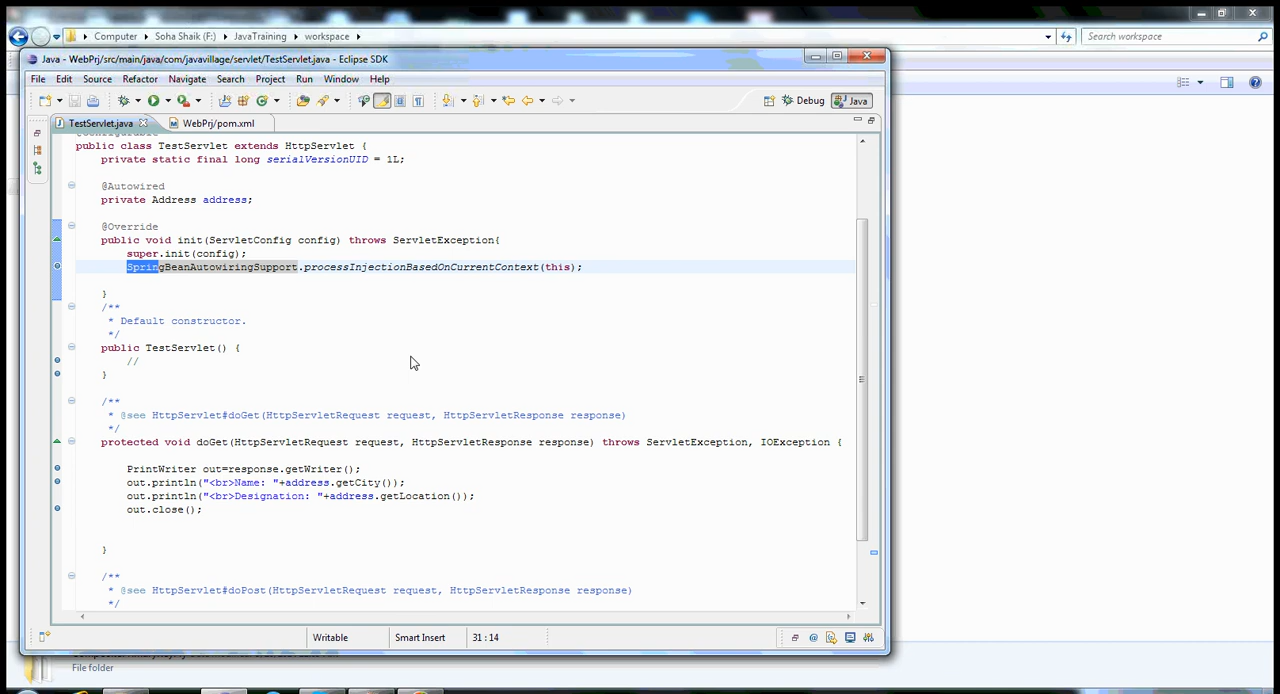 Computer ▸ Soha Shaik (F:) ▸ JavaTraining ▸ workspace ▸
Search workspace
Java - WebPrj/src/main/java/com/javavillage/servlet/TestServlet.java - Eclipse SDK
File Edit Source Refactor Navigate Search Project Run Window Help
Debug Java
TestServlet.java WebPrj/pom.xml
public class TestServlet extends HttpServlet {
private static final long serialVersionUID = 1L;
@Autowired
private Address address;
@Override
public void init(ServletConfig config) throws ServletException{
super.init(config);
SpringBeanAutowiringSupport.processInjectionBasedOnCurrentContext(this);
}
/**
* Default constructor.
*/
public TestServlet() {
//
}
/**
* @see HttpServlet#doGet(HttpServletRequest request, HttpServletResponse response)
*/
protected void doGet(HttpServletRequest request, HttpServletResponse response) throws ServletException, IOException {
PrintWriter out=response.getWriter();
out.println("<br>Name: "+address.getCity());
out.println("<br>Designation: "+address.getLocation());
out.close();
}
/**
* @see HttpServlet#doPost(HttpServletRequest request, HttpServletResponse response)
*/
Writable Smart Insert 31 : 14
File folder